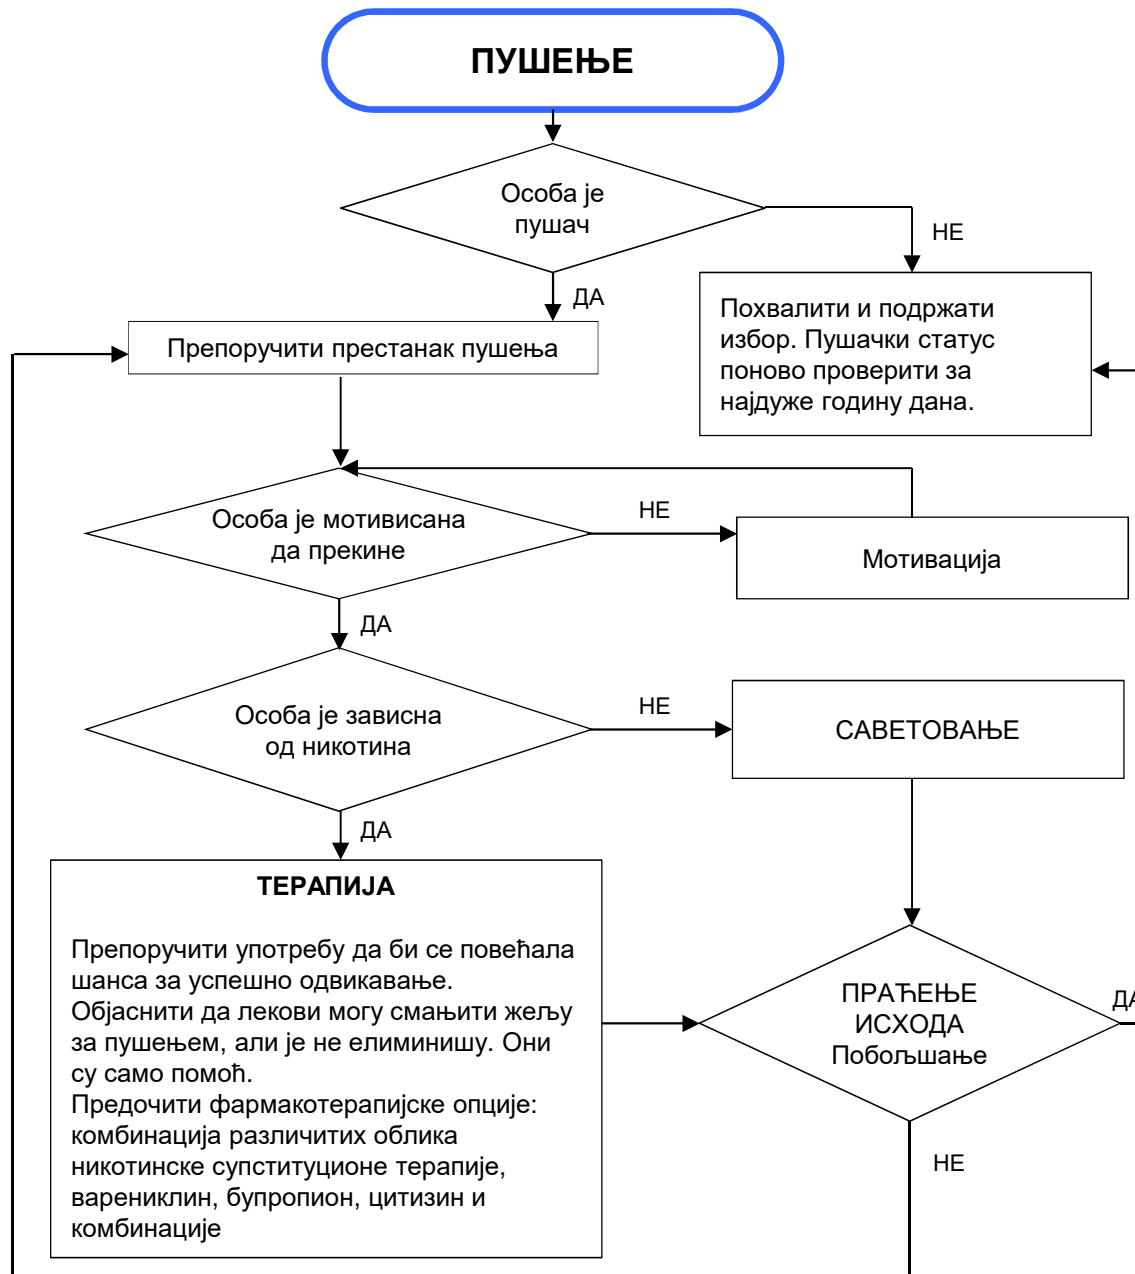 ПУШЕЊЕ
Особа је
пушач
НЕ
ДА
Похвалити и подржати
избор. Пушачки статус
поново проверити за
најдуже годину дана.
Препоручити престанак пушења
Особа је мотивисана
да прекине
НЕ
Мотивација
ДА
Особа је зависна
од никотина
НЕ
САВЕТОВАЊЕ
ДА
ТЕРАПИЈА
Препоручити употребу да би се повећала
шанса за успешно одвикавање.
Објаснити да лекови могу смањити жељу
за пушењем, али је не елиминишу. Они
су само помоћ.
Предочити фармакотерапијске опције:
комбинација различитих облика
никотинске супституционе терапије,
варениклин, бупропион, цитизин и
комбинације
ПРАЋЕЊЕ
ИСХОДА
Побољшање
ДА
НЕ